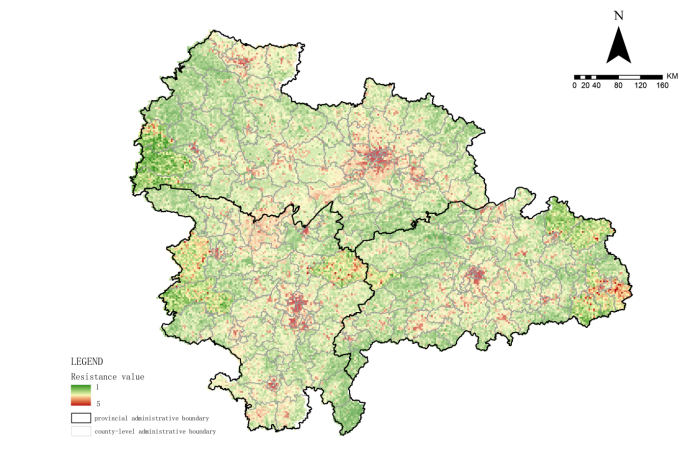 N
KM
0 20 40 80 120 160
LEGEND
Resistance value
1
5
provincial administrative boundary
county-level administrative boundary